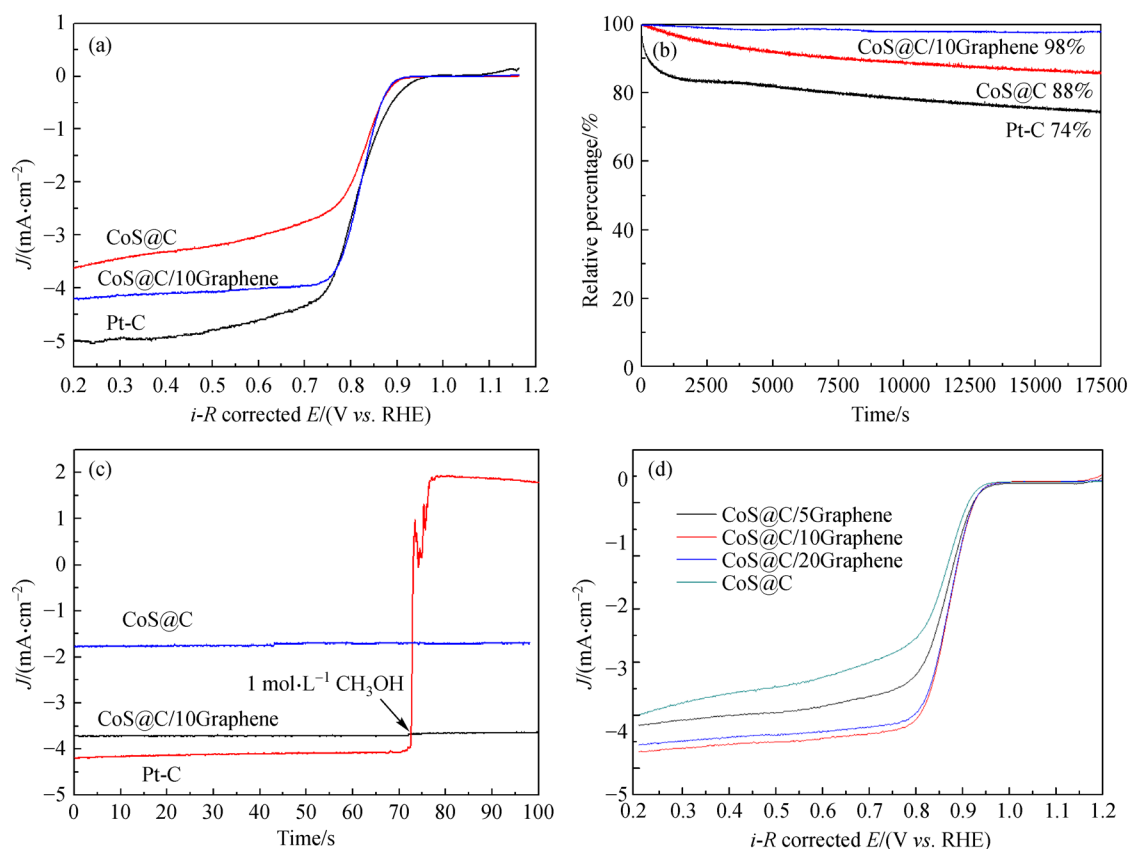 (a)
1
0
−1
−2
−3
−4
−5
J/(mA·cm⁻²)
CoS@C
CoS@C/10Graphene
Pt-C
0.2 0.3 0.4 0.5 0.6 0.7 0.8 0.9 1.0 1.1 1.2
i-R corrected E/(V vs. RHE)
(b)
100
80
60
40
20
0
Relative percentage/%
CoS@C/10Graphene 98%
CoS@C 88%
Pt-C 74%
0 2500 5000 7500 10000 12500 15000 17500
Time/s
(c)
2
1
0
−1
−2
−3
−4
−5
J/(mA·cm⁻²)
CoS@C
1 mol·L⁻¹ CH₃OH
CoS@C/10Graphene
Pt-C
0 10 20 30 40 50 60 70 80 90 100
Time/s
(d)
0
−1
−2
−3
−4
−5
J/(mA·cm⁻²)
CoS@C/5Graphene
CoS@C/10Graphene
CoS@C/20Graphene
CoS@C
0.2 0.3 0.4 0.5 0.6 0.7 0.8 0.9 1.0 1.1 1.2
i-R corrected E/(V vs. RHE)